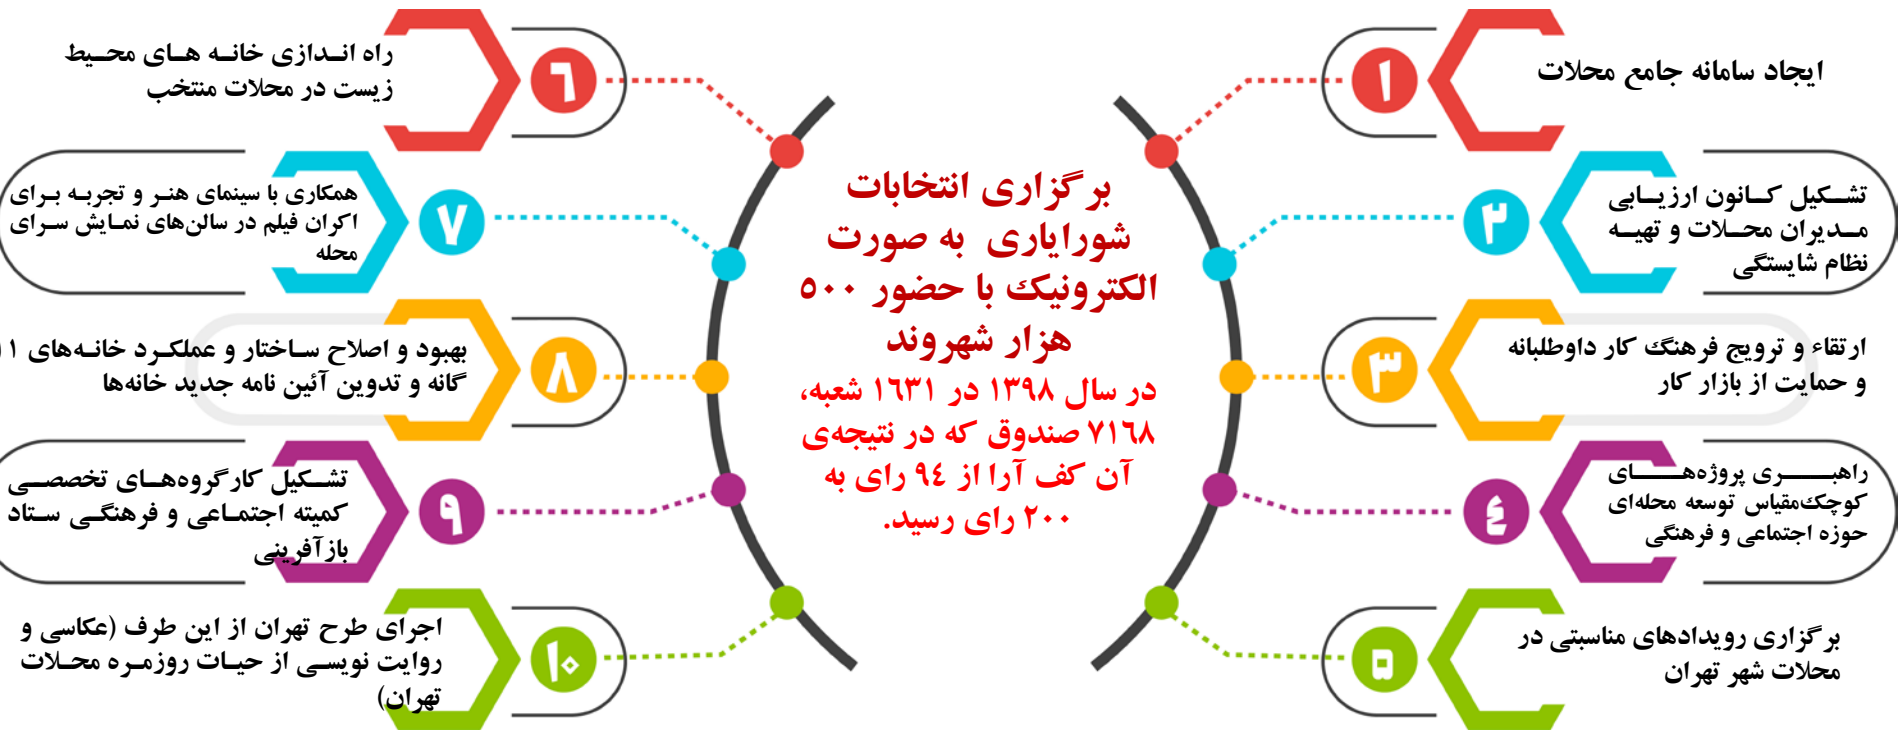 ۱
ایجاد سامانه جامع محلات
۲
تشکیل کانون ارزیابی
مدیران محلات و تهیه
نظام شایستگی
۳
ارتقاء و ترویج فرهنگ کار داوطلبانه
و حمایت از بازار کار
٤
راهبری پروژه‌های
کوچک‌مقیاس توسعه محله‌ای
حوزه اجتماعی و فرهنگی
۵
برگزاری رویدادهای مناسبتی در
محلات شهر تهران
برگزاری انتخابات
شورایاری به صورت
الکترونیک با حضور ۵۰۰
هزار شهروند
در سال ۱۳۹۸ در ۱٦۳۱ شعبه،
۷۱٦۸ صندوق که در نتیجه‌ی
آن کف آرا از ۹٤ رای به
۲۰۰ رای رسید.
٦
راه اندازی خانه های محیط
زیست در محلات منتخب
۷
همکاری با سینمای هنر و تجربه برای
اکران فیلم در سالن‌های نمایش سرای
محله
۸
بهبود و اصلاح ساختار و عملکرد خانه‌های ۱۱
گانه و تدوین آئین نامه جدید خانه‌ها
۹
تشکیل کارگروه‌های تخصصی
کمیته اجتماعی و فرهنگی ستاد
بازآفرینی
۱۰
اجرای طرح تهران از این طرف (عکاسی و
روایت نویسی از حیات روزمره محلات
تهران)